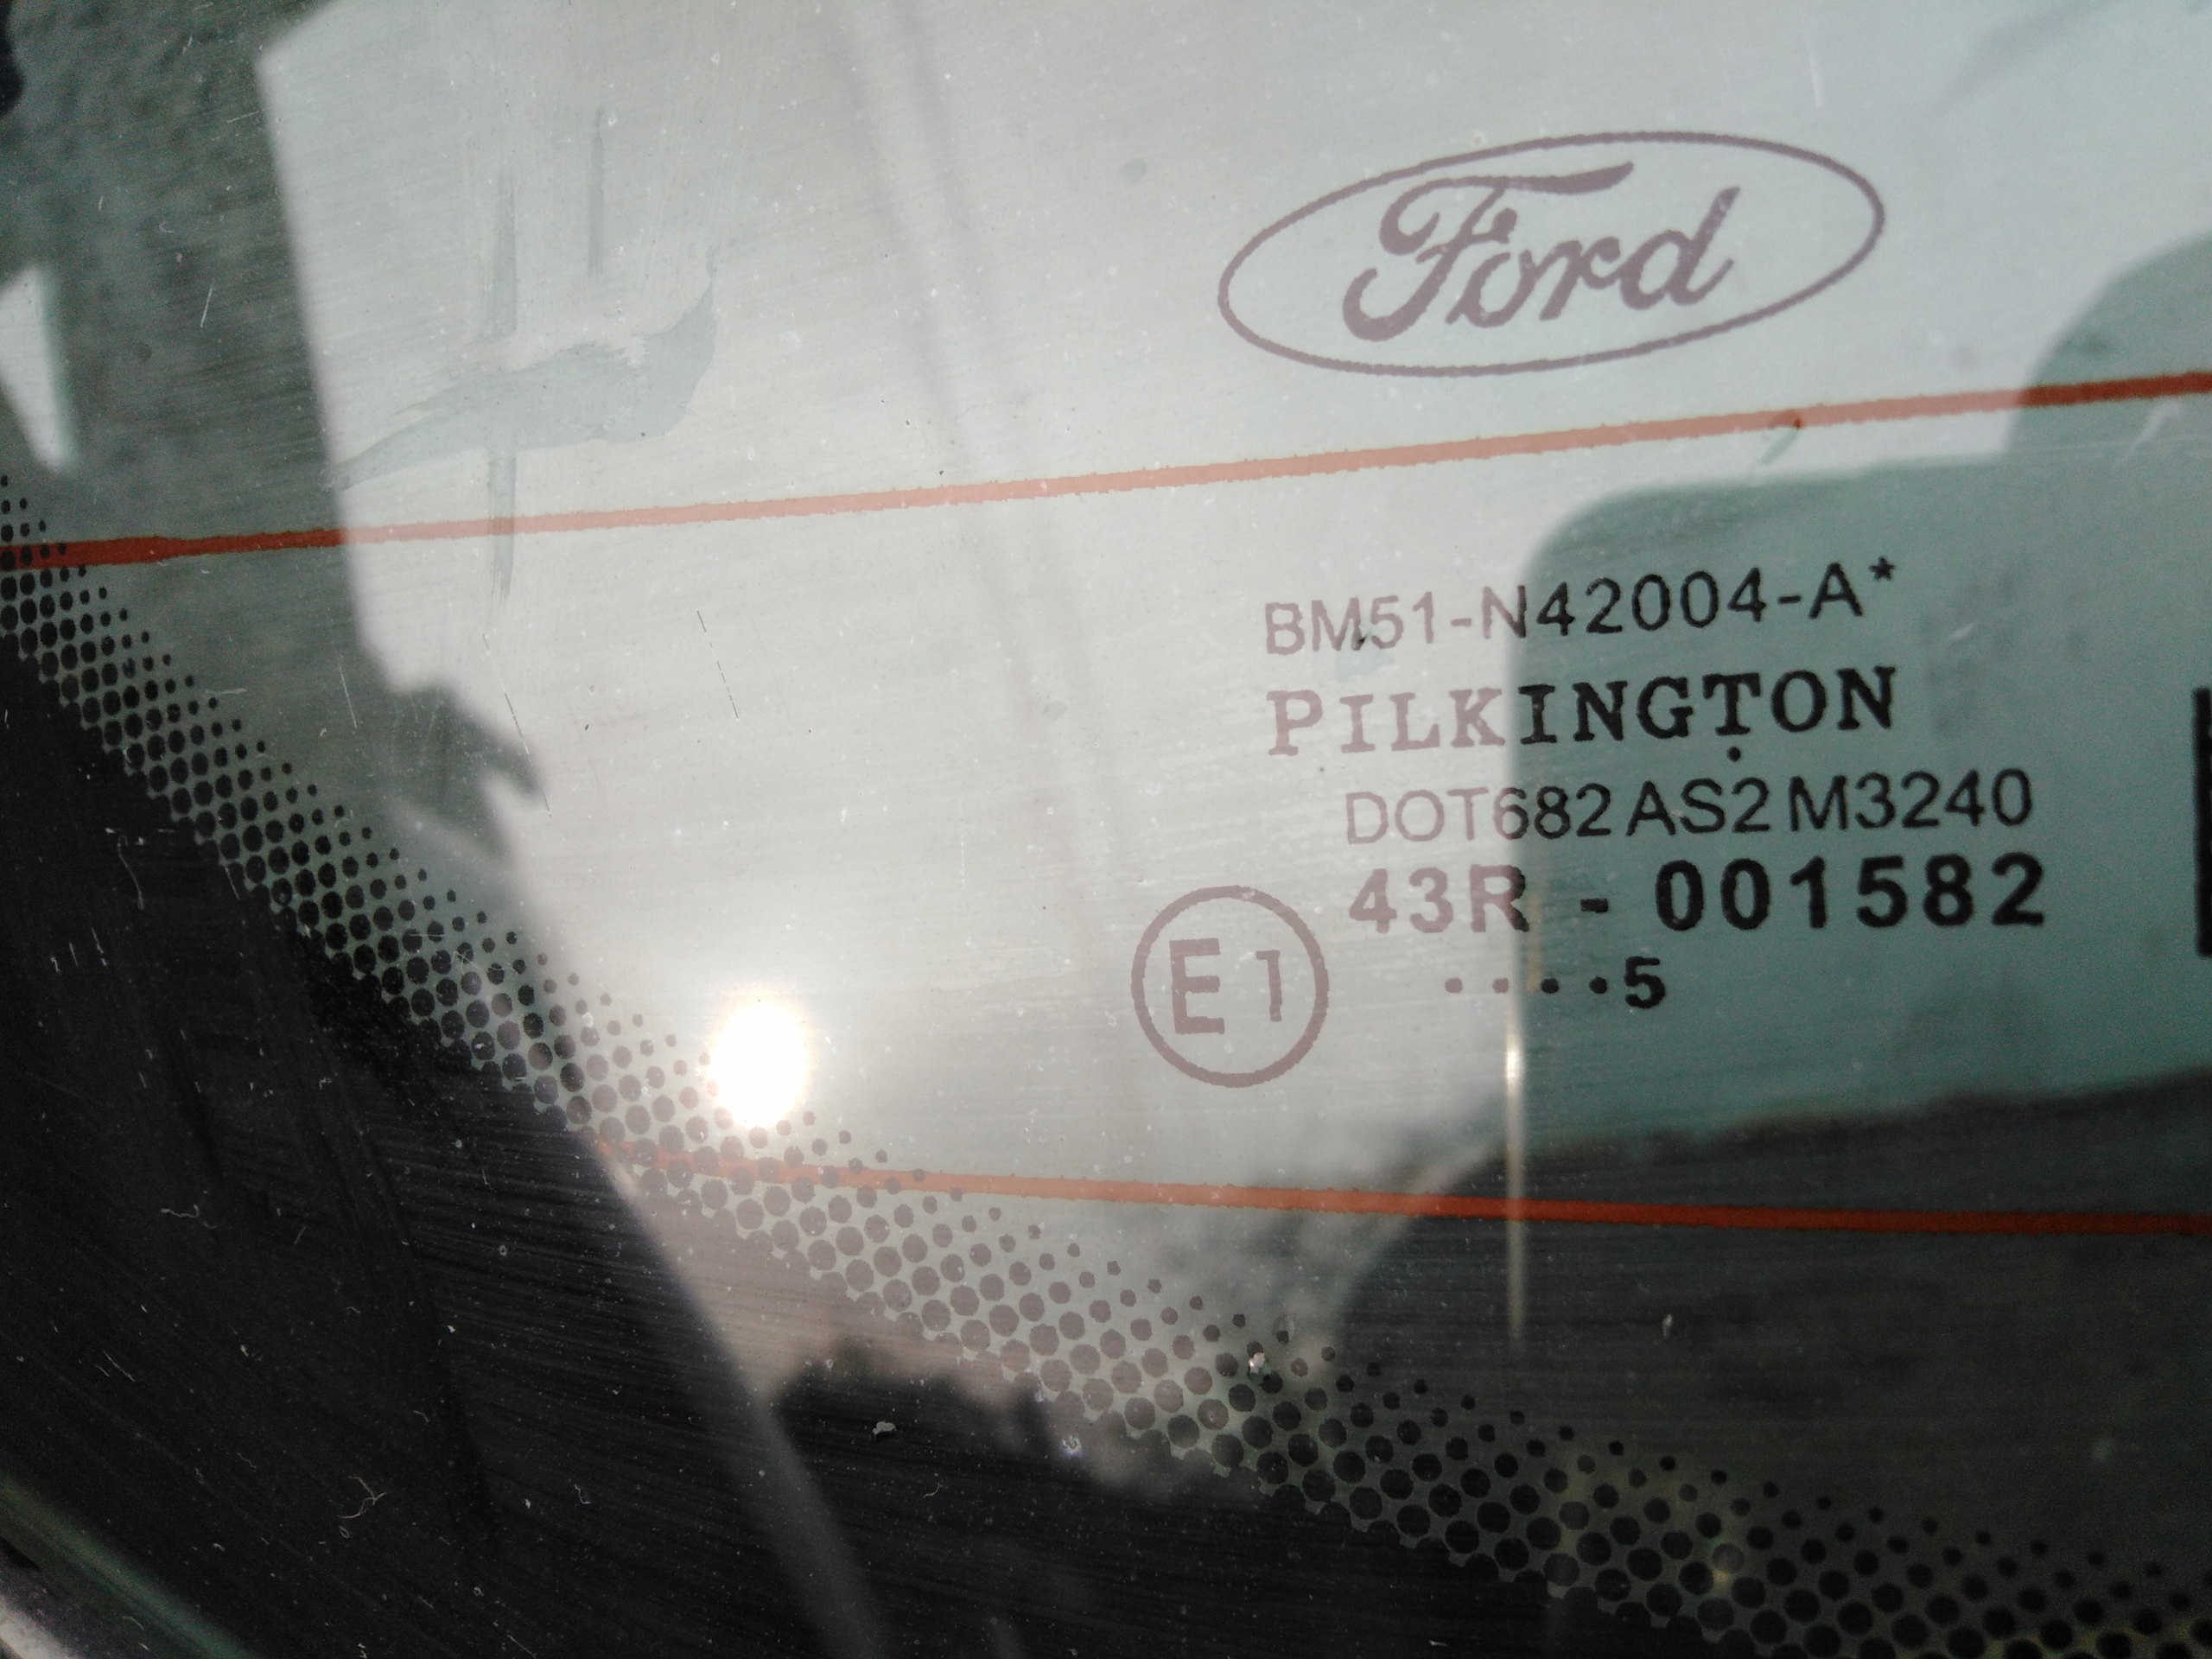 Ford
BM51-N42004-A*
PILKINGTON
DOT682 AS2 M3240
43R - 001582
E1
....5